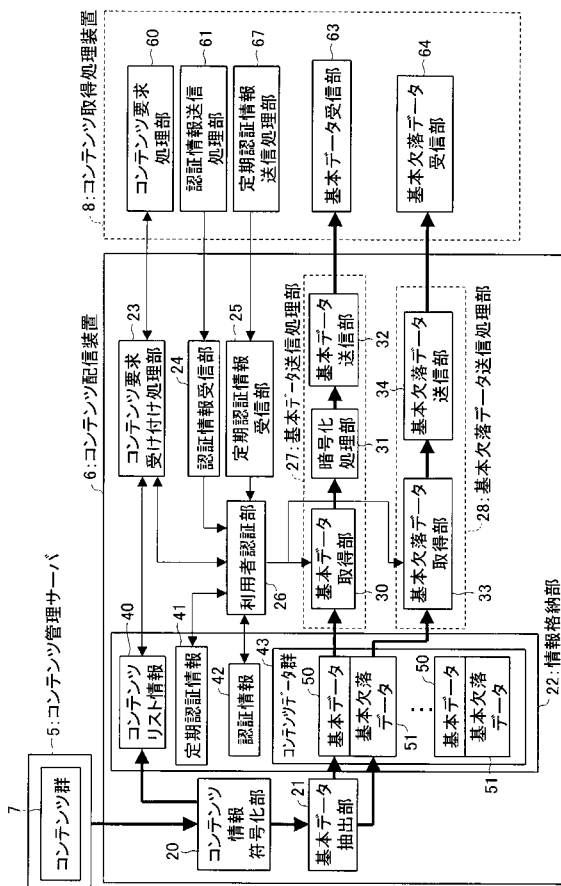 5:コンテンツ管理サーバ
7
コンテンツ群
6:コンテンツ配信装置
8:コンテンツ取得処理装置
20
コンテンツ
情報
符号化部
21
基本データ
抽出部
22:情報格納部
40
コンテンツ
リスト情報
41
定期認証情報
42
認証情報
43
コンテンツデータ群
50
基本データ
基本欠落
データ
51
50
基本データ
基本欠落
データ
51
23
コンテンツ要求
受け付け処理部
24
認証情報受信部
25
定期認証情報
受信部
利用者認証部
26
27:基本データ送信処理部
基本データ
取得部
30
暗号化
処理部
31
基本データ
送信部
32
28:基本欠落データ送信処理部
基本欠落データ
取得部
33
34
基本欠落データ
送信部
60
コンテンツ要求
処理部
61
認証情報送信
処理部
67
定期認証情報
送信処理部
63
基本データ受信部
64
基本欠落データ
受信部